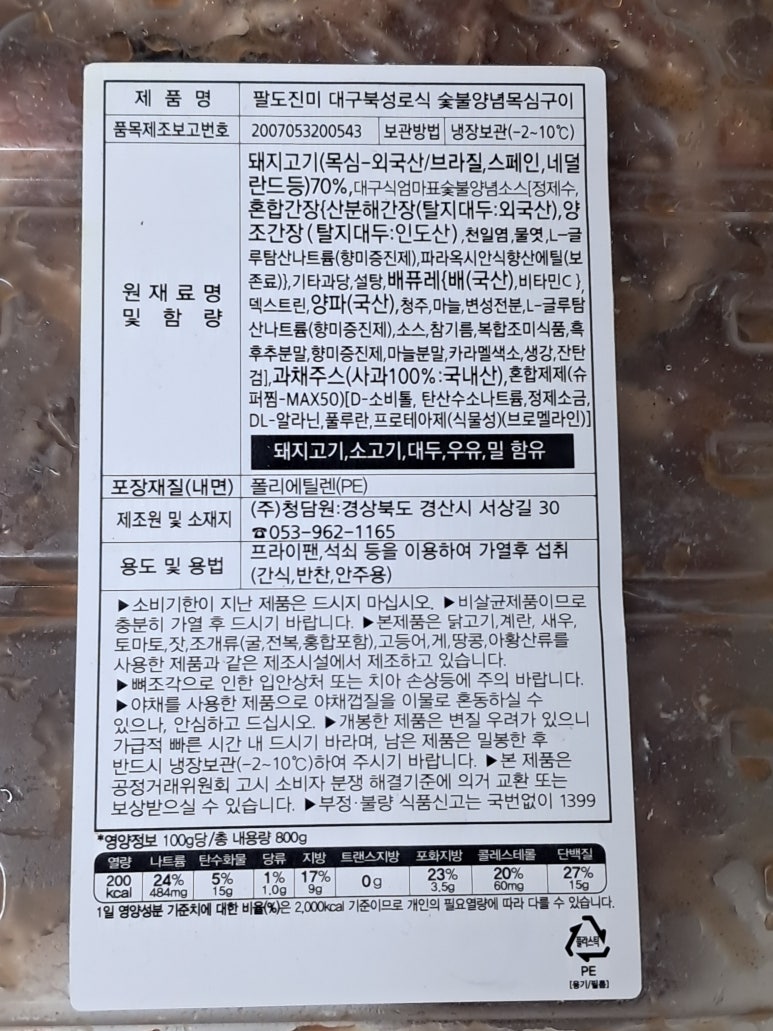 제 품 명 팔도진미 대구북성로식 숯불양념목심구이
품목제조보고번호 2007053200543 보관방법 냉장보관(-2~10℃)
원 재 료 명
및 함 량
돼지고기(목심-외국산/브라질,스페인,네덜
란드등)70%,대구식엄마표숯불양념소스[정제수,
혼합간장{산분해간장(탈지대두:외국산),양
조간장(탈지대두:인도산),천일염,물엿,L-글
루탐산나트륨(향미증진제),파라옥시안식향산에틸(보
존료)},기타과당,설탕,배퓨레{배(국산),비타민C},
덱스트린,양파(국산),청주,마늘,변성전분,L-글루탐
산나트륨(향미증진제),소스,참기름,복합조미식품,흑
후추분말,향미증진제,마늘분말,카라멜색소,생강,잔탄
검],과채주스(사과100%:국내산),혼합제제(슈
퍼찜-MAX50)[D-소비톨, 탄산수소나트륨,정제소금,
DL-알라닌,풀루란,프로테아제(식물성)(브로멜라인)]
돼지고기,소고기,대두,우유,밀 함유
포장재질(내면) 폴리에틸렌(PE)
제조원 및 소재지 (주)청담원:경상북도 경산시 서상길 30
☎053-962-1165
용도 및 용법 프라이팬,석쇠 등을 이용하여 가열후 섭취
(간식,반찬,안주용)
▶소비기한이 지난 제품은 드시지 마십시오. ▶비살균제품이므로
충분히 가열 후 드시기 바랍니다. ▶본제품은 닭고기,계란, 새우,
토마토,잣,조개류(굴,전복,홍합포함),고등어,게,땅콩,아황산류를
사용한 제품과 같은 제조시설에서 제조하고 있습니다.
▶뼈조각으로 인한 입안상처 또는 치아 손상등에 주의 바랍니다.
▶야채를 사용한 제품으로 야채껍질을 이물로 혼동하실 수
있으나, 안심하고 드십시오. ▶개봉한 제품은 변질 우려가 있으니
가급적 빠른 시간 내 드시기 바라며, 남은 제품은 밀봉한 후
반드시 냉장보관(-2~10℃)하여 주시기 바랍니다. ▶본 제품은
공정거래위원회 고시 소비자 분쟁 해결기준에 의거 교환 또는
보상받으실 수 있습니다. ▶부정·불량 식품신고는 국번없이 1399
*영양정보 100g당/총 내용량 800g
열량 나트륨 탄수화물 당류 지방 트랜스지방 포화지방 콜레스테롤 단백질
200 24% 5% 1% 17% 0g 23% 20% 27%
kcal 484mg 15g 1.0g 9g 3.5g 60mg 15g
1일 영양성분 기준치에 대한 비율(%)은 2,000kcal 기준이므로 개인의 필요열량에 따라 다를 수 있습니다.
플라스틱
PE
[용기/필름]